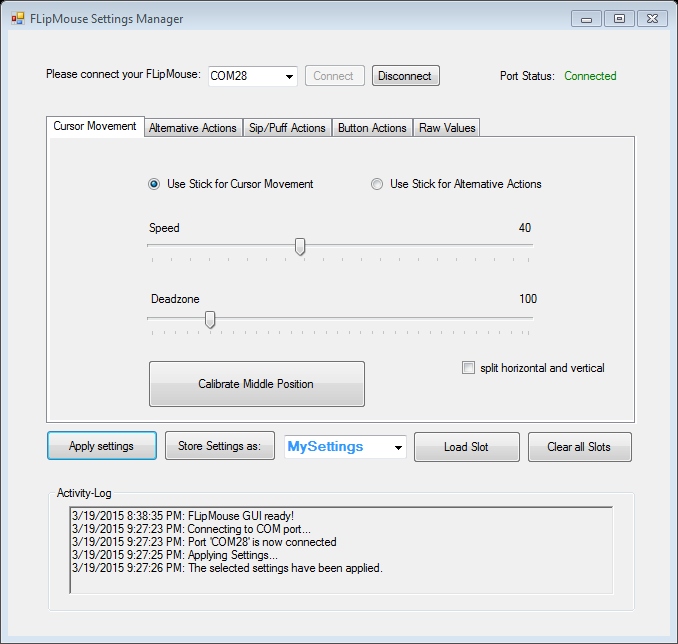 FLipMouse Settings Manager
Please connect your FLipMouse: COM28 Connect Disconnect Port Status: Connected
Cursor Movement Alternative Actions Sip/Puff Actions Button Actions Raw Values
Use Stick for Cursor Movement Use Stick for Alternative Actions
Speed 40
Deadzone 100
Calibrate Middle Position split horizontal and vertical
Apply settings Store Settings as: MySettings Load Slot Clear all Slots
Activity-Log
3/19/2015 8:38:35 PM: FLipMouse GUI ready!
3/19/2015 9:27:23 PM: Connecting to COM port...
3/19/2015 9:27:23 PM: Port 'COM28' is now connected
3/19/2015 9:27:25 PM: Applying Settings...
3/19/2015 9:27:26 PM: The selected settings have been applied.